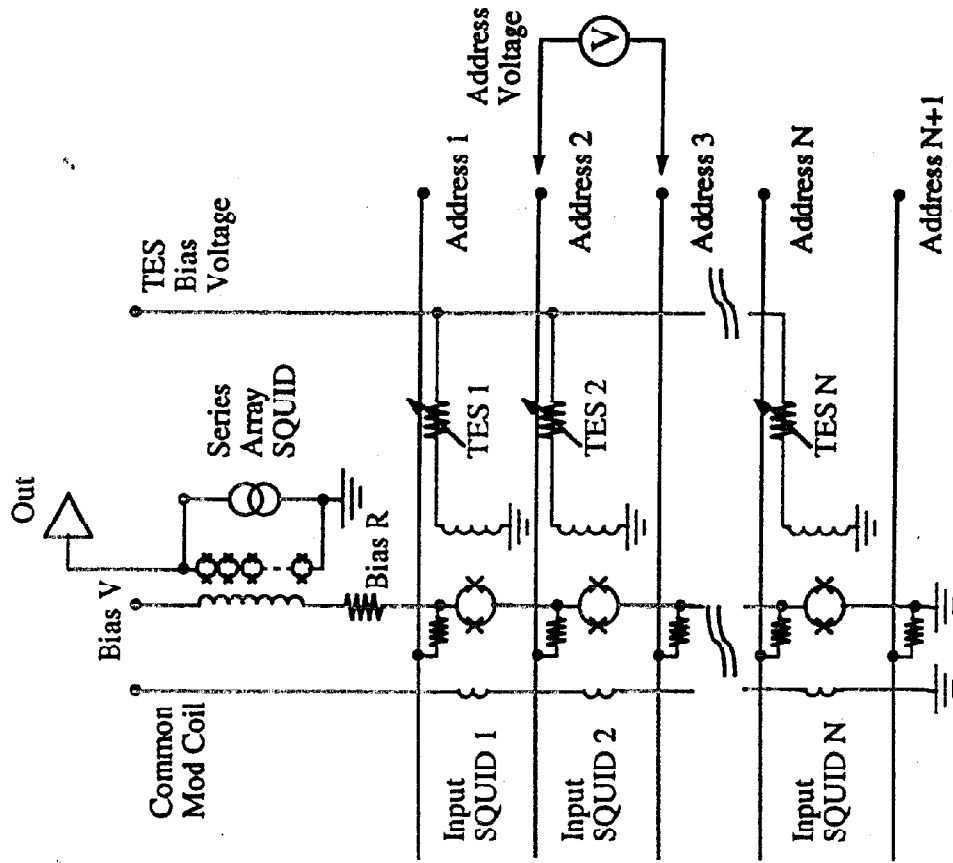 Out
Bias V
Common
Mod Coil
Series
Array
SQUID
TES
Bias
Voltage
Address
Voltage
V
Bias R
Input
SQUID 1
TES 1
Address 1
Input
SQUID 2
TES 2
Address 2
Address 3
Input
SQUID N
TES N
Address N
Address N+1